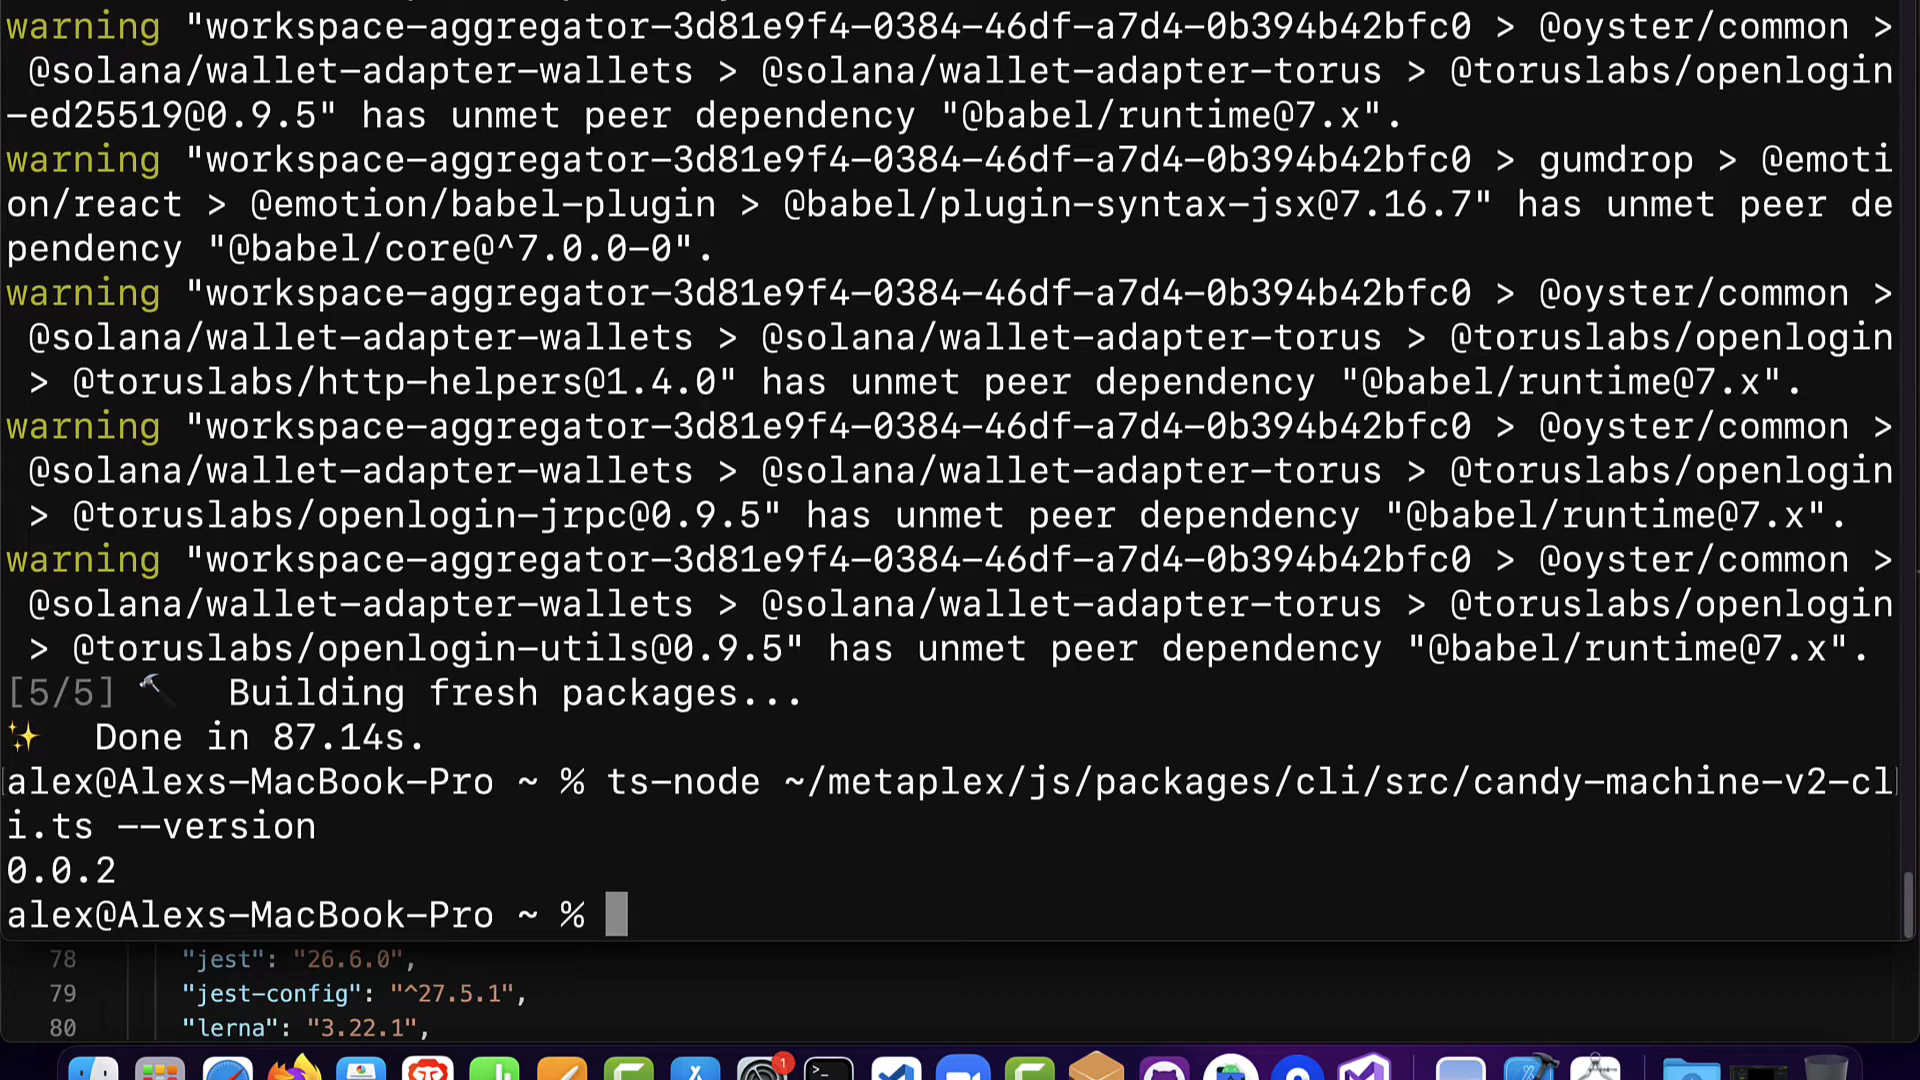 warning "workspace-aggregator-3d81e9f4-0384-46df-a7d4-0b394b42bfc0 > @oyster/common >
@solana/wallet-adapter-wallets > @solana/wallet-adapter-torus > @toruslabs/openlogin
-ed25519@0.9.5" has unmet peer dependency "@babel/runtime@7.x".
warning "workspace-aggregator-3d81e9f4-0384-46df-a7d4-0b394b42bfc0 > gumdrop > @emoti
on/react > @emotion/babel-plugin > @babel/plugin-syntax-jsx@7.16.7" has unmet peer de
pendency "@babel/core@^7.0.0-0".
warning "workspace-aggregator-3d81e9f4-0384-46df-a7d4-0b394b42bfc0 > @oyster/common >
@solana/wallet-adapter-wallets > @solana/wallet-adapter-torus > @toruslabs/openlogin
> @toruslabs/http-helpers@1.4.0" has unmet peer dependency "@babel/runtime@7.x".
warning "workspace-aggregator-3d81e9f4-0384-46df-a7d4-0b394b42bfc0 > @oyster/common >
@solana/wallet-adapter-wallets > @solana/wallet-adapter-torus > @toruslabs/openlogin
> @toruslabs/openlogin-jrpc@0.9.5" has unmet peer dependency "@babel/runtime@7.x".
warning "workspace-aggregator-3d81e9f4-0384-46df-a7d4-0b394b42bfc0 > @oyster/common >
@solana/wallet-adapter-wallets > @solana/wallet-adapter-torus > @toruslabs/openlogin
> @toruslabs/openlogin-utils@0.9.5" has unmet peer dependency "@babel/runtime@7.x".
[5/5] 🔨 Building fresh packages...
✨ Done in 87.14s.
alex@Alexs-MacBook-Pro ~ % ts-node ~/metaplex/js/packages/cli/src/candy-machine-v2-cl
i.ts --version
0.0.2
alex@Alexs-MacBook-Pro ~ %
78 "jest": "26.6.0",
79 "jest-config": "^27.5.1",
80 "lerna": "3.22.1",
1